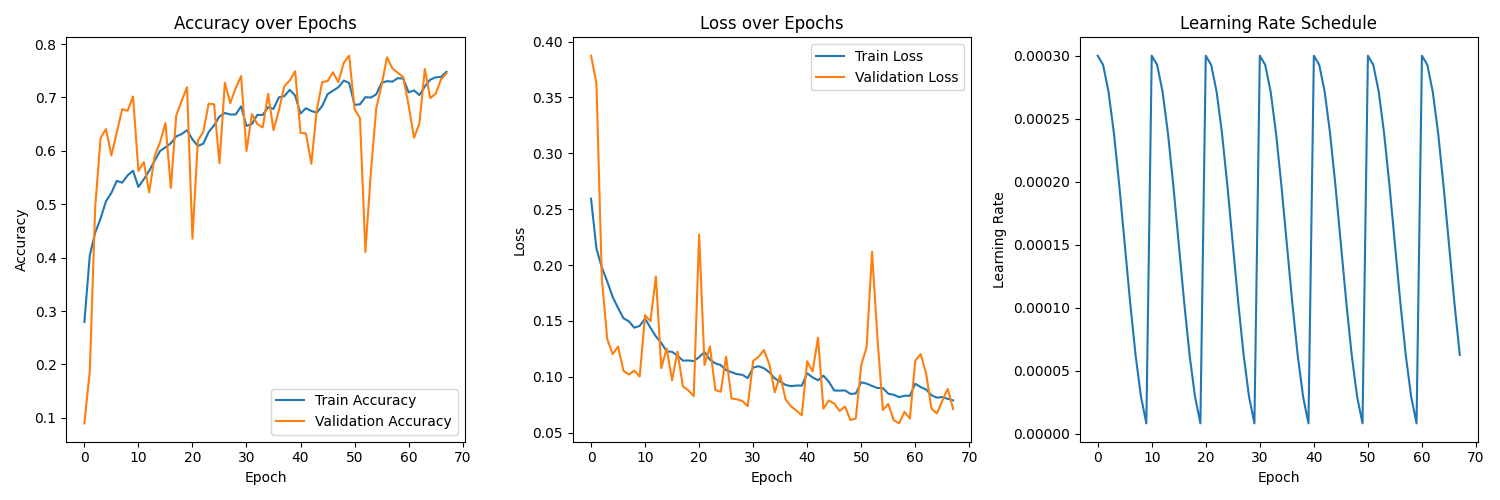 Accuracy over Epochs
Accuracy
0.8
0.7
0.6
0.5
0.4
0.3
0.2
0.1
Train Accuracy
Validation Accuracy
0 10 20 30 40 50 60 70
Epoch
Loss over Epochs
Loss
0.40
0.35
0.30
0.25
0.20
0.15
0.10
0.05
Train Loss
Validation Loss
0 10 20 30 40 50 60 70
Epoch
Learning Rate Schedule
Learning Rate
0.00030
0.00025
0.00020
0.00015
0.00010
0.00005
0.00000
0 10 20 30 40 50 60 70
Epoch